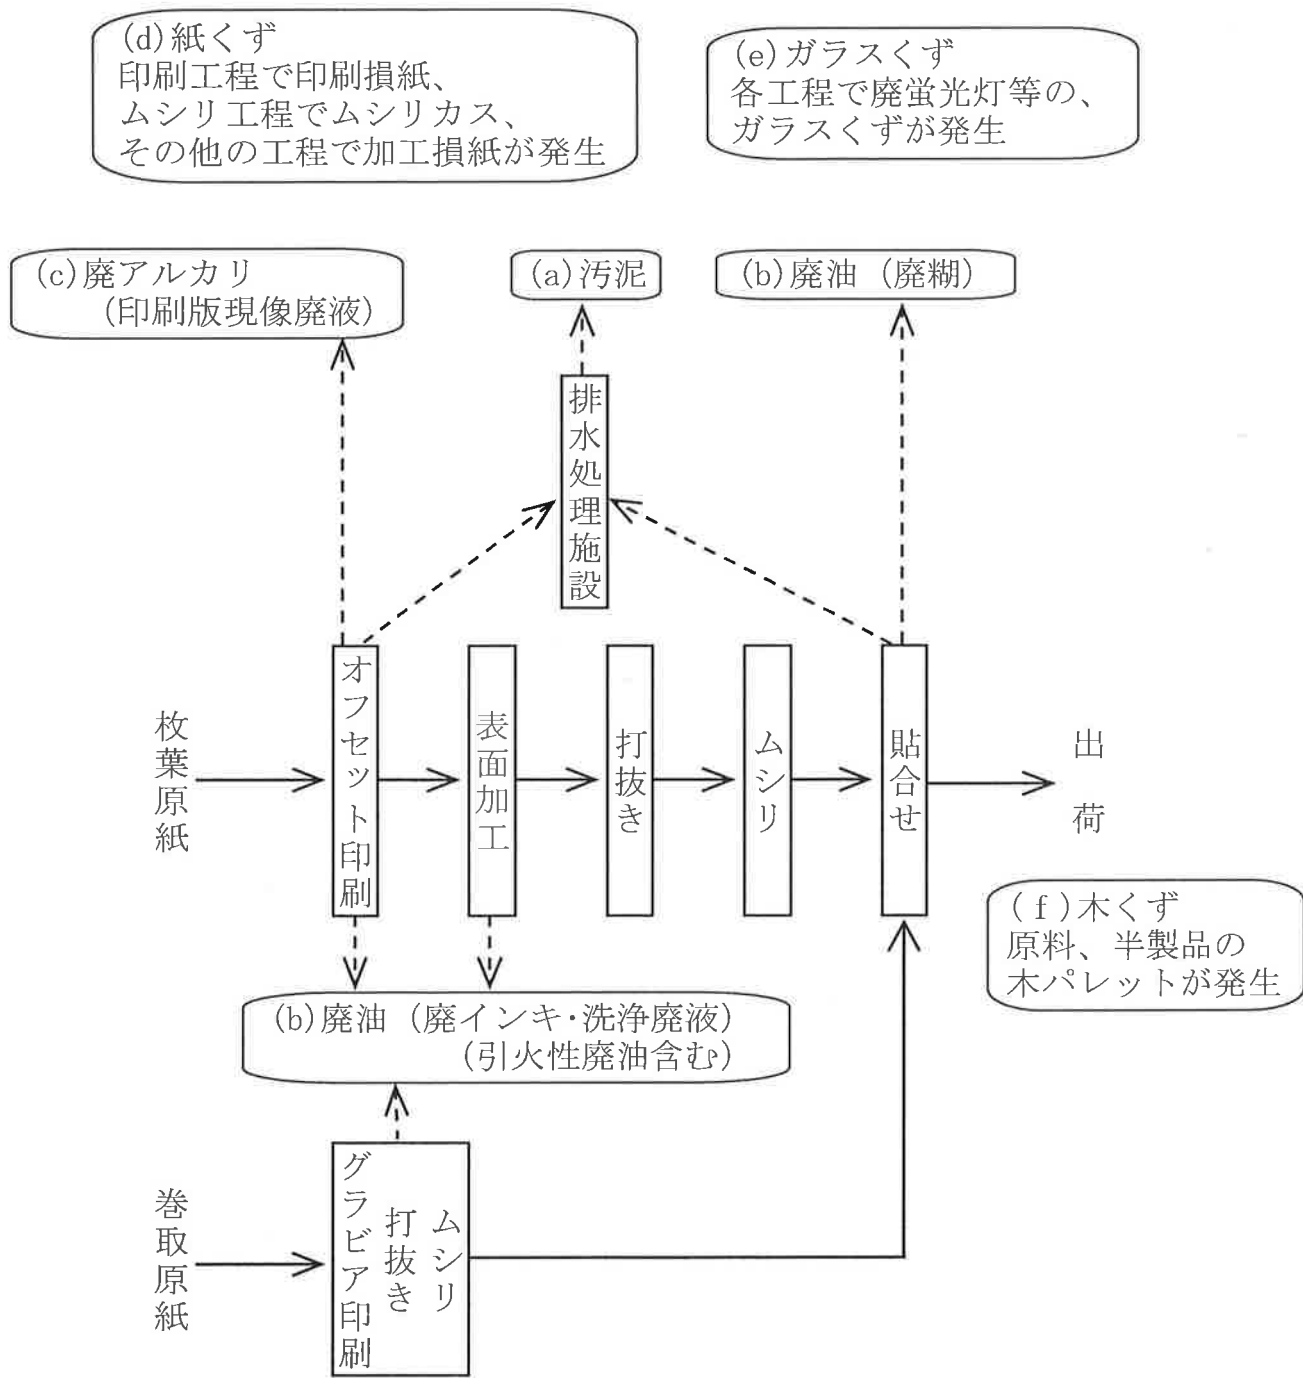 (d)紙くず
印刷工程で印刷損紙、
ムシリ工程でムシリカス、
その他の工程で加工損紙が発生
(e)ガラスくず
各工程で廃蛍光灯等の、
ガラスくずが発生
(c)廃アルカリ
(印刷版現像廃液)
(a)汚泥
(b)廃油(廃糊)
排水処理施設
枚葉原紙
オフセット印刷
表面加工
打抜き
ムシリ
貼合せ
出荷
(f)木くず
原料、半製品の
木パレットが発生
(b)廃油(廃インキ・洗浄廃液)
(引火性廃油含む)
巻取原紙
グラビア印刷
打抜き
ムシリ